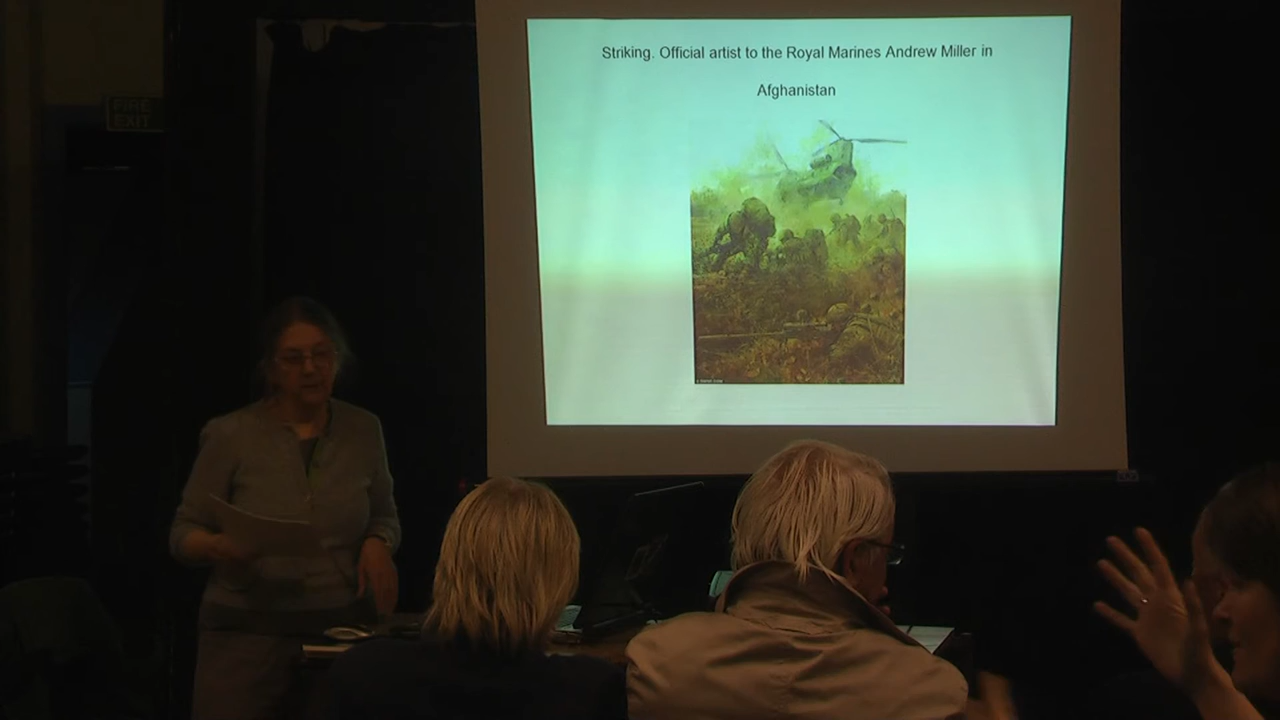 Striking. Official artist to the Royal Marines Andrew Miller in
Afghanistan
FIRE
EXIT